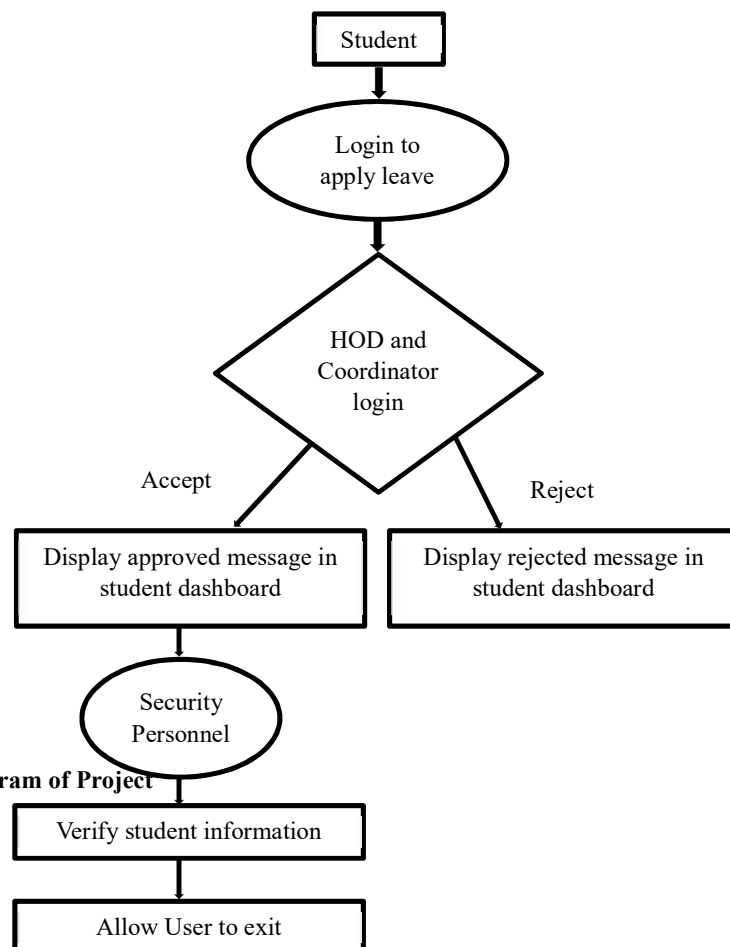 Student
Login to
apply leave
HOD and
Coordinator
login
Accept
Reject
Display approved message in
student dashboard
Display rejected message in
student dashboard
Security
Personnel
ram of Project
Verify student information
Allow User to exit